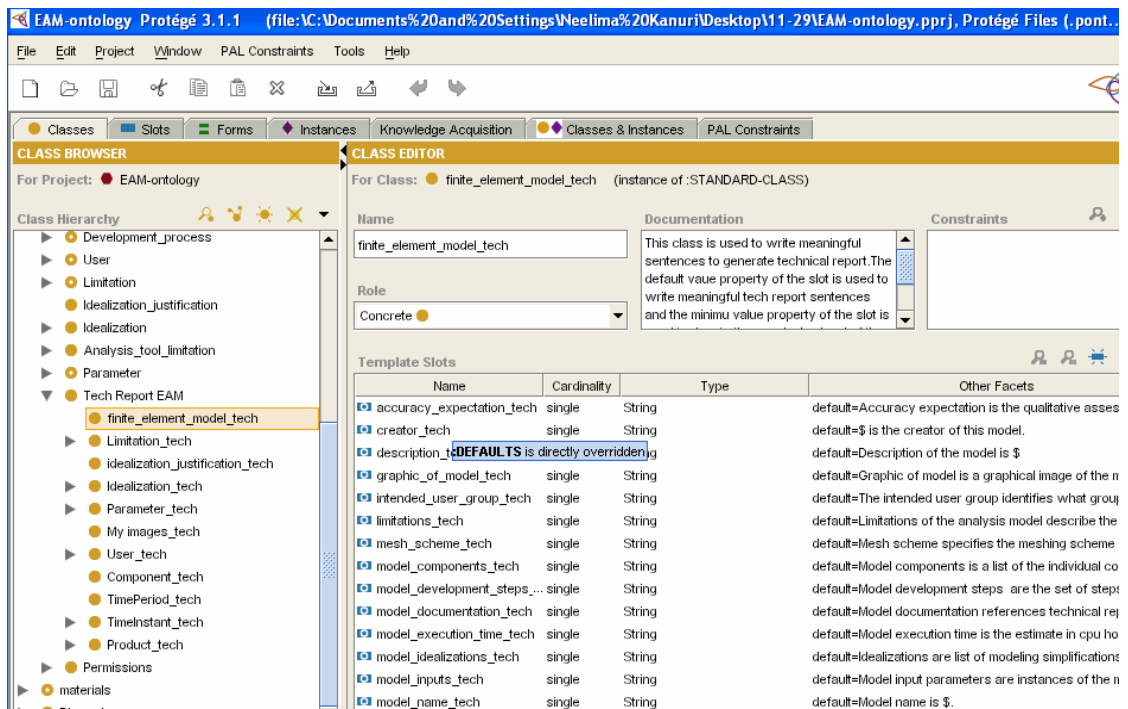 EAM-ontology Protégé 3.1.1 (file:\C:\Documents%20and%20Settings\Neelima%20Kanuri\Desktop\11-29\EAM-ontology.pprj, Protégé Files (.pont..
File Edit Project Window PAL Constraints Tools Help
Classes Slots Forms Instances Knowledge Acquisition Classes & Instances PAL Constraints
CLASS BROWSER
For Project: EAM-ontology
Class Hierarchy
Development_process
User
Limitation
Idealization_justification
Idealization
Analysis_tool_limitation
Parameter
Tech Report EAM
finite_element_model_tech
Limitation_tech
idealization_justification_tech
Idealization_tech
Parameter_tech
My images_tech
User_tech
Component_tech
TimePeriod_tech
TimeInstant_tech
Product_tech
Permissions
materials
CLASS EDITOR
For Class: finite_element_model_tech (instance of :STANDARD-CLASS)
Name
finite_element_model_tech
Role
Concrete
Documentation
This class is used to write meaningful
sentences to generate technical report.The
default vaue property of the slot is used to
write meaningful tech report sentences
and the minimu value property of the slot is
Constraints
Template Slots
Name Cardinality Type Other Facets
accuracy_expectation_tech single String default=Accuracy expectation is the qualitative asses
creator_tech single String default=$ is the creator of this model.
description_t :DEFAULTS is directly overridden g default=Description of the model is $
graphic_of_model_tech single String default=Graphic of model is a graphical image of the m
intended_user_group_tech single String default=The intended user group identifies what grou
limitations_tech single String default=Limitations of the analysis model describe the
mesh_scheme_tech single String default=Mesh scheme specifies the meshing scheme
model_components_tech single String default=Model components is a list of the individual co
model_development_steps_... single String default=Model development steps are the set of steps
model_documentation_tech single String default=Model documentation references technical rep
model_execution_time_tech single String default=Model execution time is the estimate in cpu ho
model_idealizations_tech single String default=Idealizations are list of modeling simplifications
model_inputs_tech single String default=Model input parameters are instances of the m
model_name_tech single String default=Model name is $.